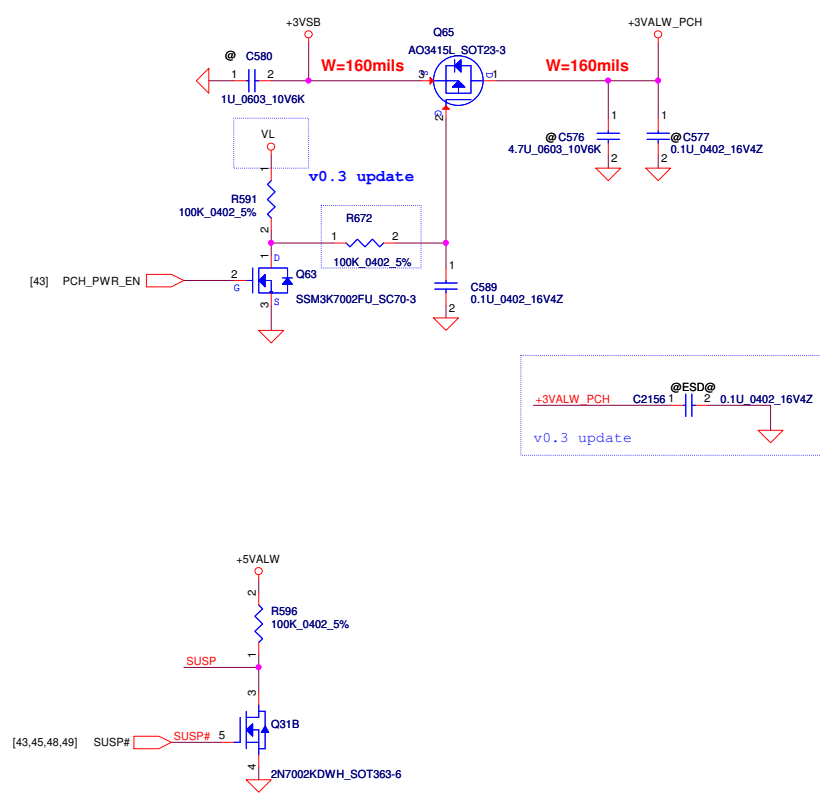 +3VSB
+3VALW_PCH
Q65
AO3415L_SOT23-3
@ C580
1 2
1U_0603_10V6K
W=160mils
3 S
D 1
G 2
W=160mils
1
@ C576
4.7U_0603_10V6K
2
1
@ C577
0.1U_0402_16V4Z
2
VL
v0.3 update
1
R591
100K_0402_5%
2
R672
1 2
100K_0402_5%
1 D
[43] PCH_PWR_EN
2
G
Q63
3 S
SSM3K7002FU_SC70-3
1
C589
0.1U_0402_16V4Z
2
@ESD@
+3VALW_PCH
C2156 1 2 0.1U_0402_16V4Z
v0.3 update
+5VALW
2
R596
100K_0402_5%
1
SUSP
3
Q31B
[43,45,48,49] SUSP#
SUSP# 5
4
2N7002KDWH_SOT363-6